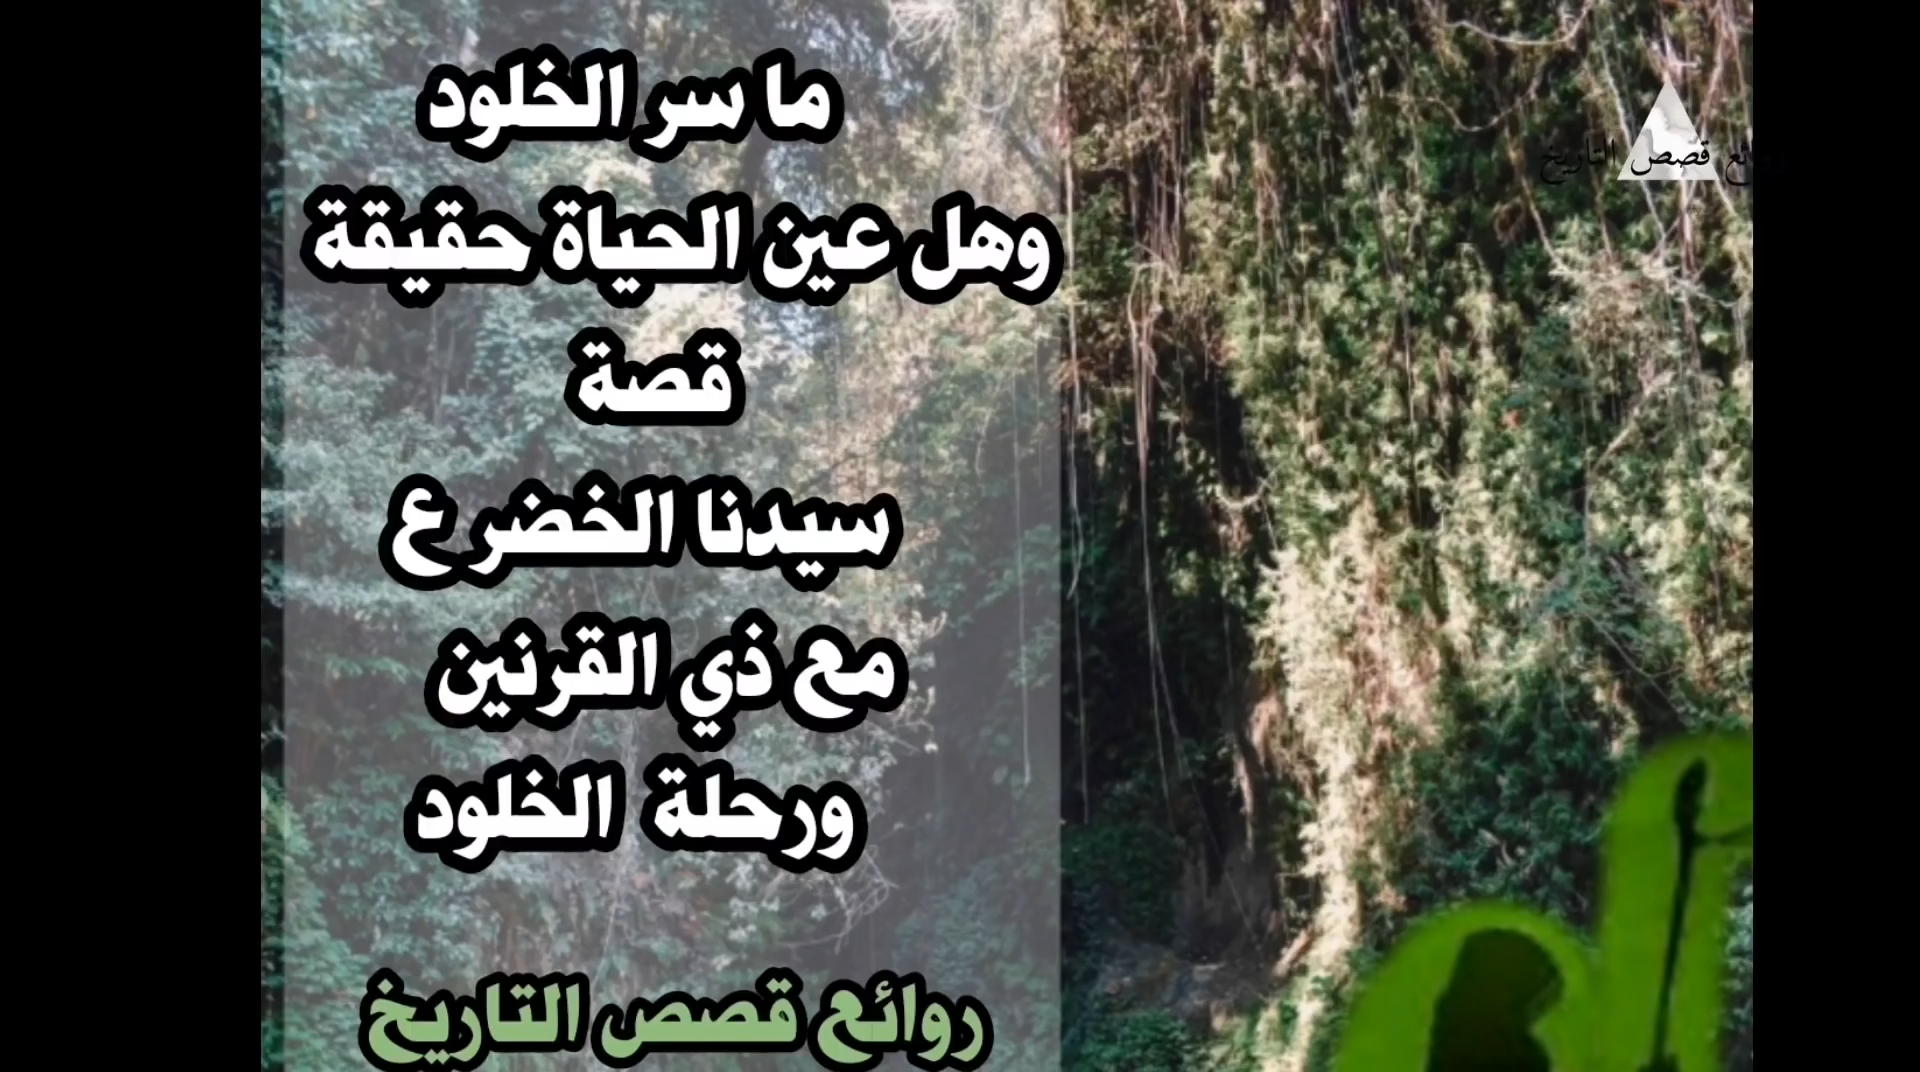 ما سر الخلود
وهل عين الحياة حقيقة
قصة
سيدنا الخضر ع
مع ذي القرنين
ورحلة الخلود
روائع قصص التاريخ
روائع قصص التاريخ